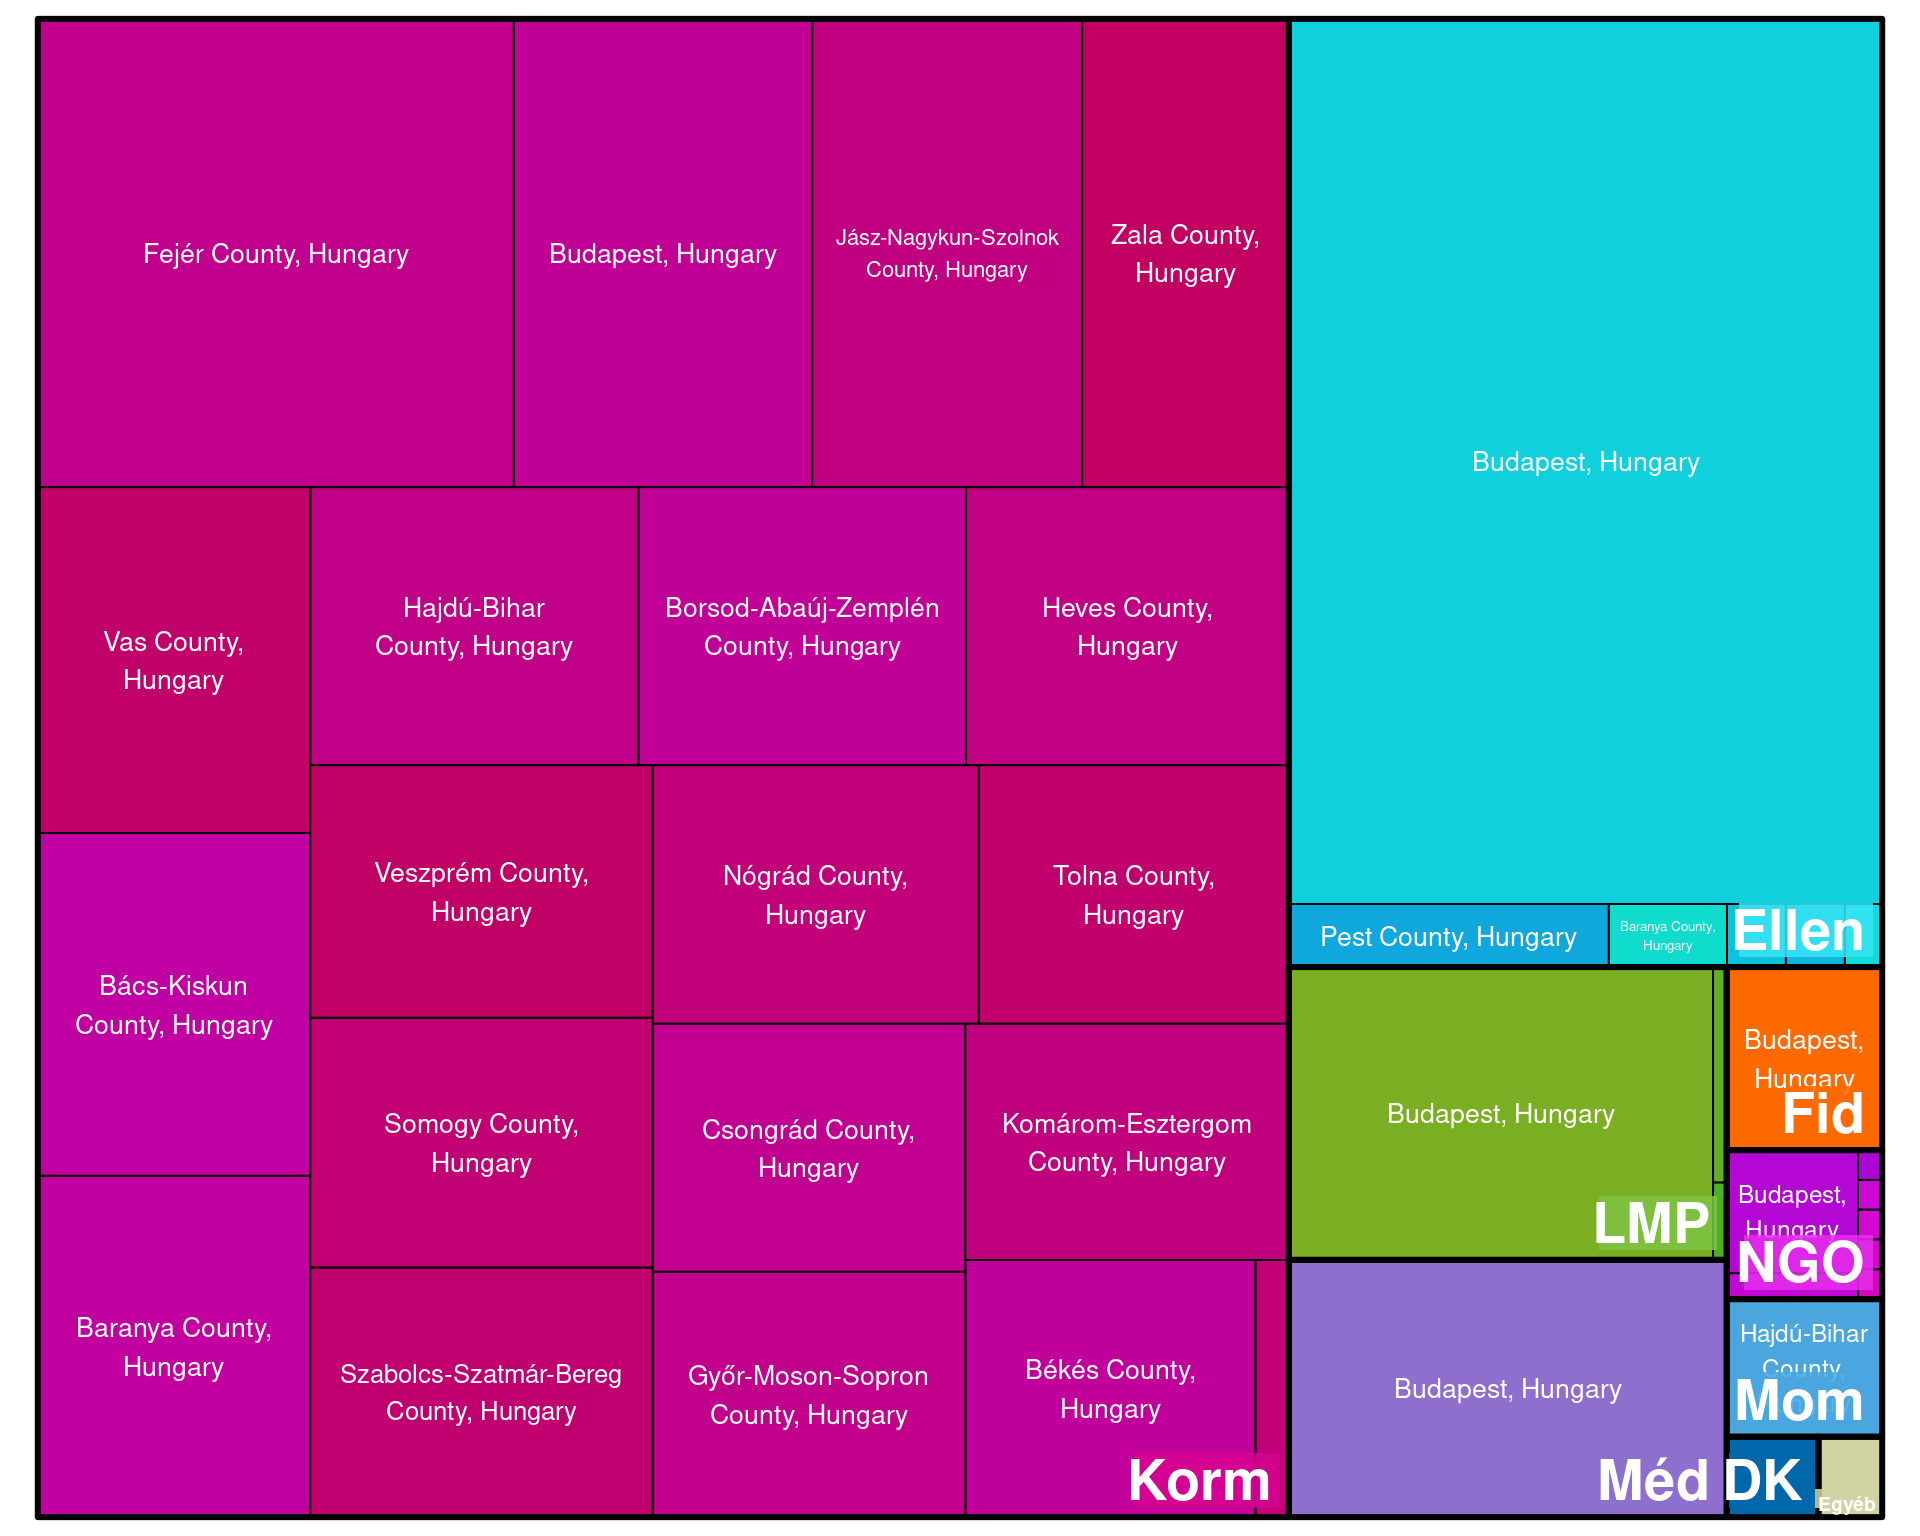 Fejér County, Hungary
Budapest, Hungary
Jász-Nagykun-Szolnok
County, Hungary
Zala County,
Hungary
Vas County,
Hungary
Hajdú-Bihar
County, Hungary
Borsod-Abaúj-Zemplén
County, Hungary
Heves County,
Hungary
Veszprém County,
Hungary
Nógrád County,
Hungary
Tolna County,
Hungary
Bács-Kiskun
County, Hungary
Somogy County,
Hungary
Csongrád County,
Hungary
Komárom-Esztergom
County, Hungary
Baranya County,
Hungary
Szabolcs-Szatmár-Bereg
County, Hungary
Győr-Moson-Sopron
County, Hungary
Békés County,
Hungary
Korm
Budapest, Hungary
Pest County, Hungary
Baranya County,
Hungary
Ellen
Budapest, Hungary
LMP
Budapest,
Hungary
Fid
Budapest,
Hungary
NGO
Budapest, Hungary
Méd
Hajdú-Bihar
County,
Mom
DK
Egyéb